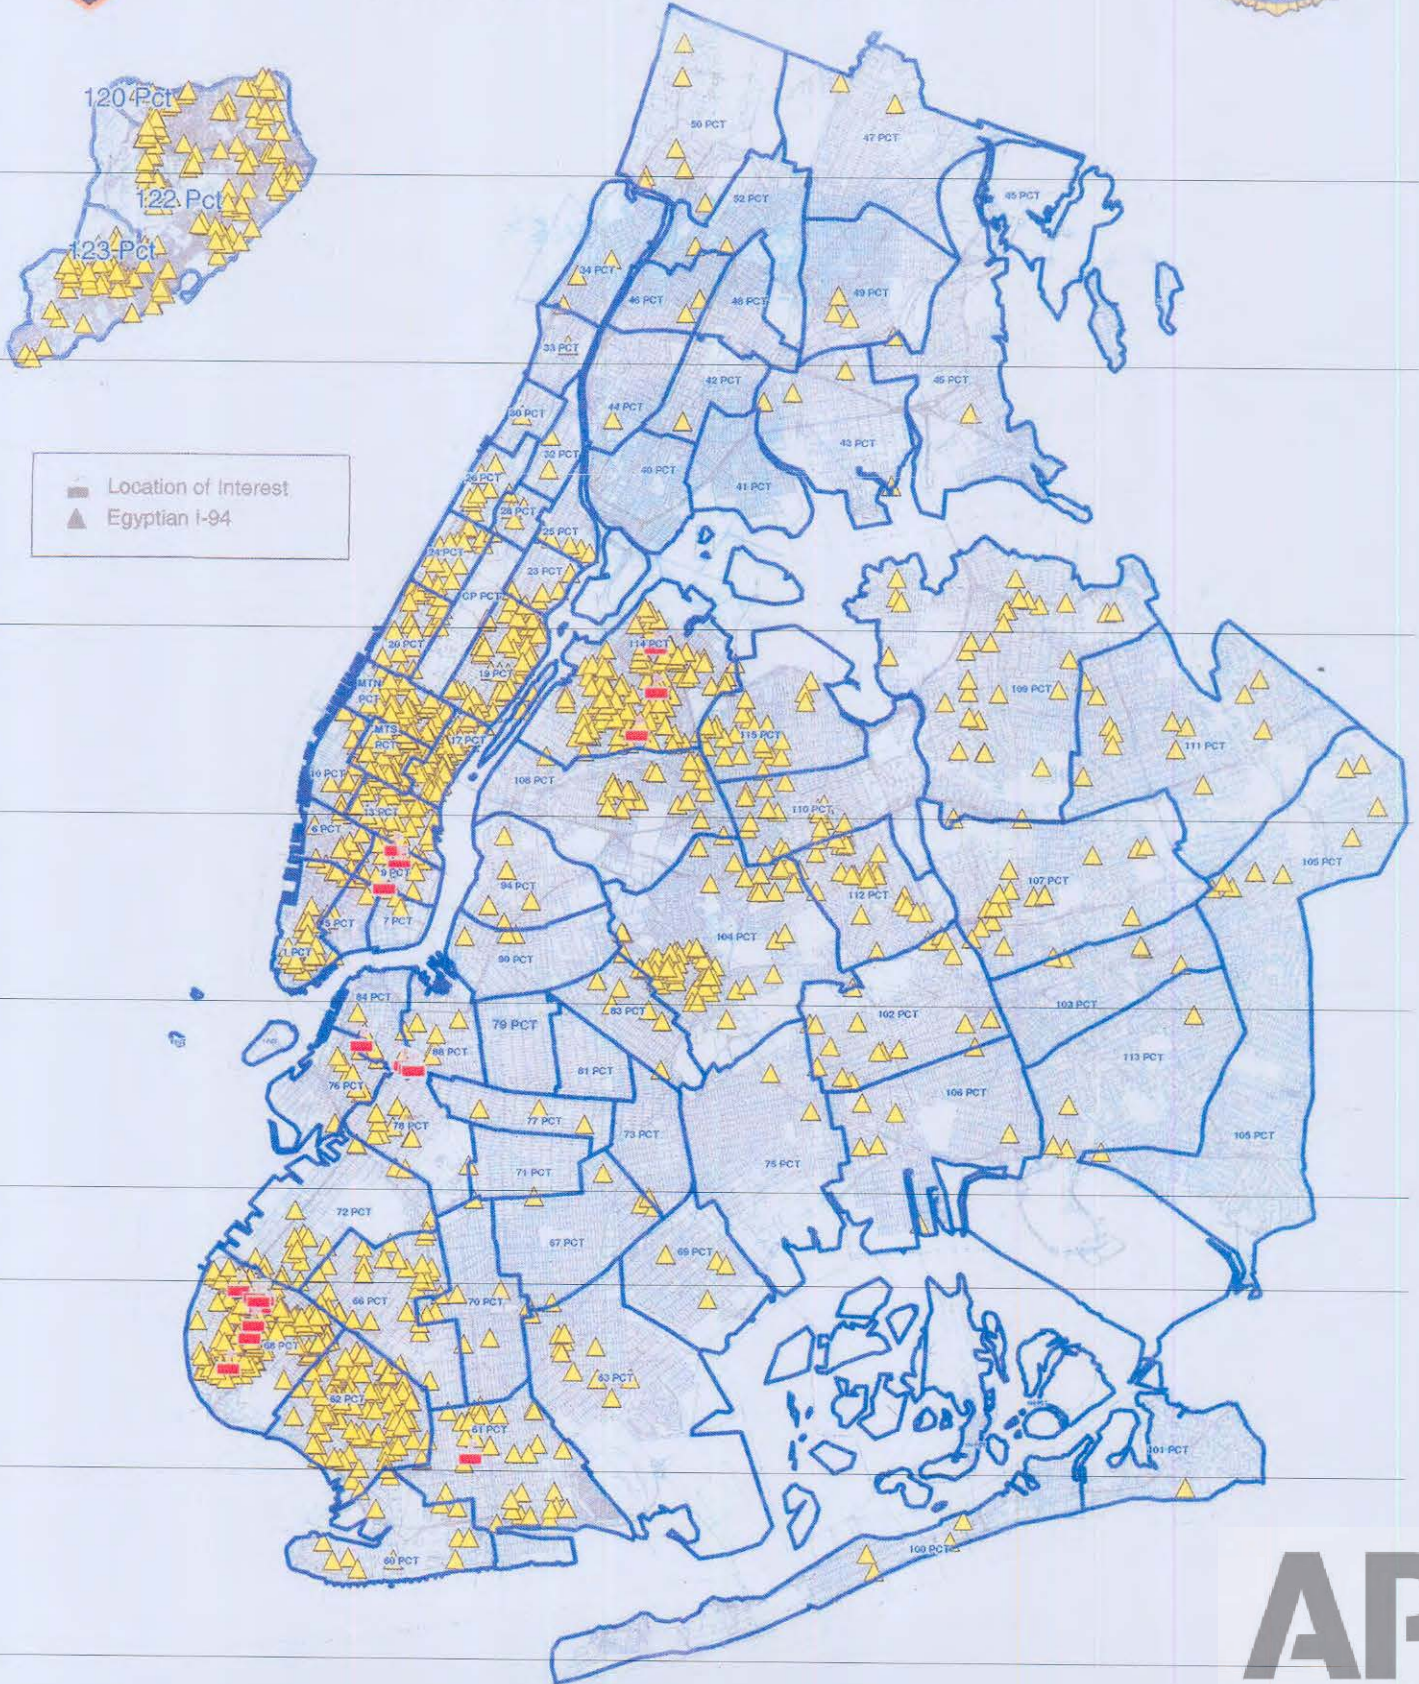 120 Pct
122 Pct
123 Pct
Location of Interest
Egyptian I-94
50 PCT
47 PCT
45 PCT
52 PCT
34 PCT
46 PCT
48 PCT
49 PCT
33 PCT
42 PCT
45 PCT
30 PCT
44 PCT
43 PCT
32 PCT
40 PCT
26 PCT
41 PCT
28 PCT
25 PCT
24 PCT
23 PCT
CP PCT
20 PCT
114 PCT
19 PCT
MTN
PCT
109 PCT
MTS
PCT
17 PCT
115 PCT
111 PCT
10 PCT
108 PCT
13 PCT
110 PCT
6 PCT
105 PCT
9 PCT
94 PCT
107 PCT
112 PCT
5 PCT
7 PCT
104 PCT
1 PCT
90 PCT
84 PCT
83 PCT
103 PCT
102 PCT
79 PCT
88 PCT
113 PCT
81 PCT
76 PCT
106 PCT
78 PCT
77 PCT
73 PCT
105 PCT
71 PCT
75 PCT
72 PCT
67 PCT
69 PCT
66 PCT
70 PCT
68 PCT
63 PCT
62 PCT
61 PCT
101 PCT
60 PCT
100 PCT
AP